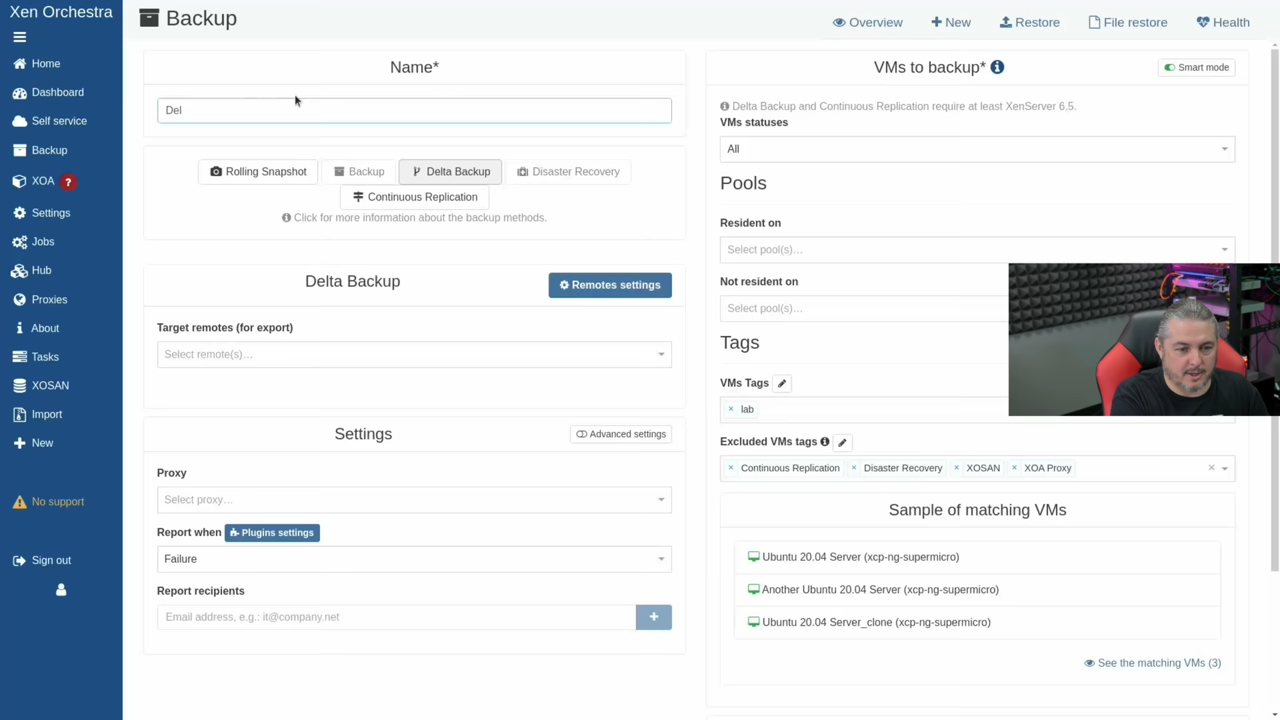 Xen Orchestra
Home
Dashboard
Self service
Backup
XOA ?
Settings
Jobs
Hub
Proxies
About
Tasks
XOSAN
Import
New
No support
Sign out
Backup
Overview
New
Restore
File restore
Health
Name*
Del
Rolling Snapshot
Backup
Delta Backup
Disaster Recovery
Continuous Replication
Click for more information about the backup methods.
Delta Backup
Remotes settings
Target remotes (for export)
Select remote(s)…
Settings
Advanced settings
Proxy
Select proxy…
Report when
Plugins settings
Failure
Report recipients
Email address, e.g.: it@company.net
VMs to backup*
Smart mode
Delta Backup and Continuous Replication require at least XenServer 6.5.
VMs statuses
All
Pools
Resident on
Select pool(s)…
Not resident on
Select pool(s)…
Tags
VMs Tags
× lab
Excluded VMs tags
× Continuous Replication × Disaster Recovery × XOSAN × XOA Proxy ×
Sample of matching VMs
Ubuntu 20.04 Server (xcp-ng-supermicro)
Another Ubuntu 20.04 Server (xcp-ng-supermicro)
Ubuntu 20.04 Server_clone (xcp-ng-supermicro)
See the matching VMs (3)